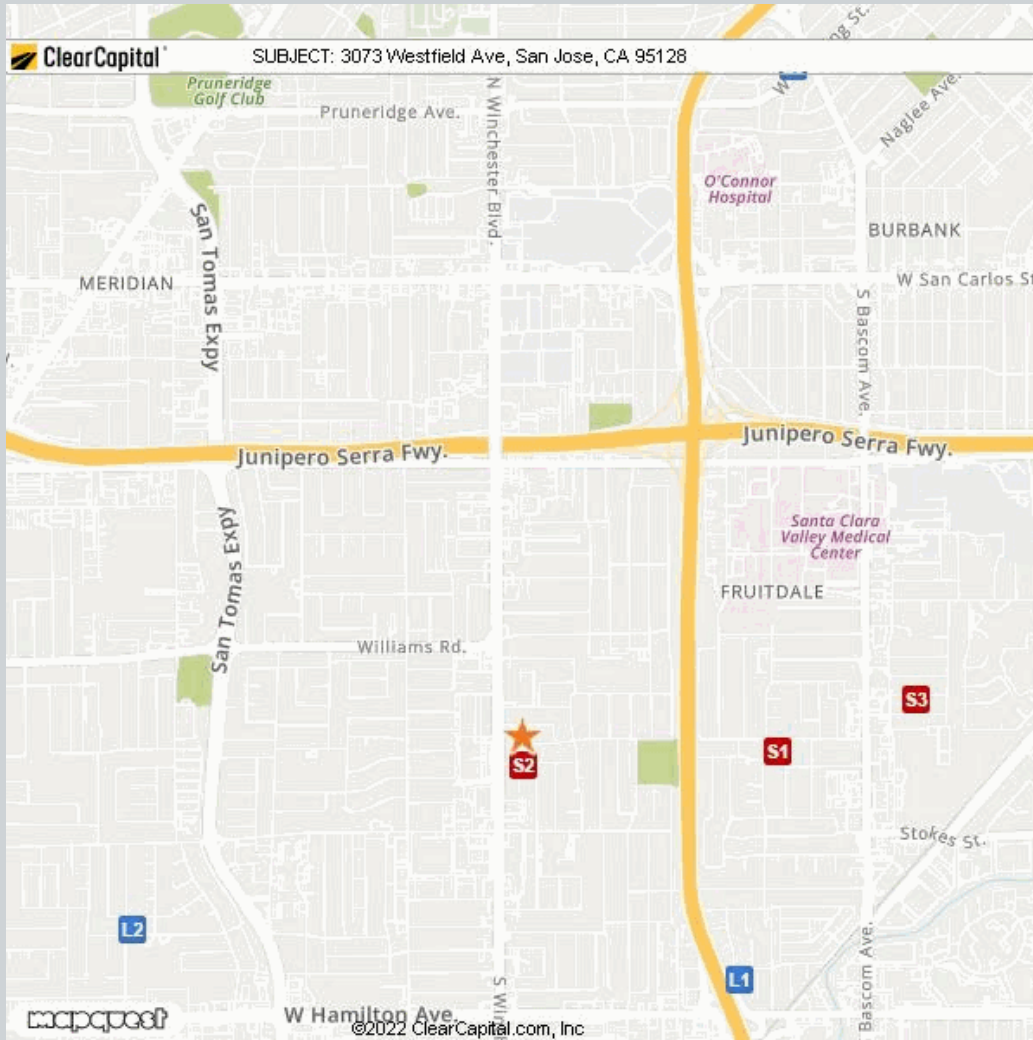 ClearCapital
SUBJECT: 3073 Westfield Ave, San Jose, CA 95128
ng St.
Pruneridge
Golf Club
Pruneridge Ave.
N Winchester Blvd.
Naglee Ave.
O'Connor
Hospital
BURBANK
San Tomas Expy
MERIDIAN
W San Carlos St
S Bascom Ave.
Junipero Serra Fwy.
Junipero Serra Fwy.
San Tomas Expy
Santa Clara
Valley Medical
Center
FRUITDALE
Williams Rd.
S3
S1
S2
Stokes St.
L2
L1
Bascom Ave.
S Win
W Hamilton Ave.
mapquest
©2022 ClearCapital.com, Inc